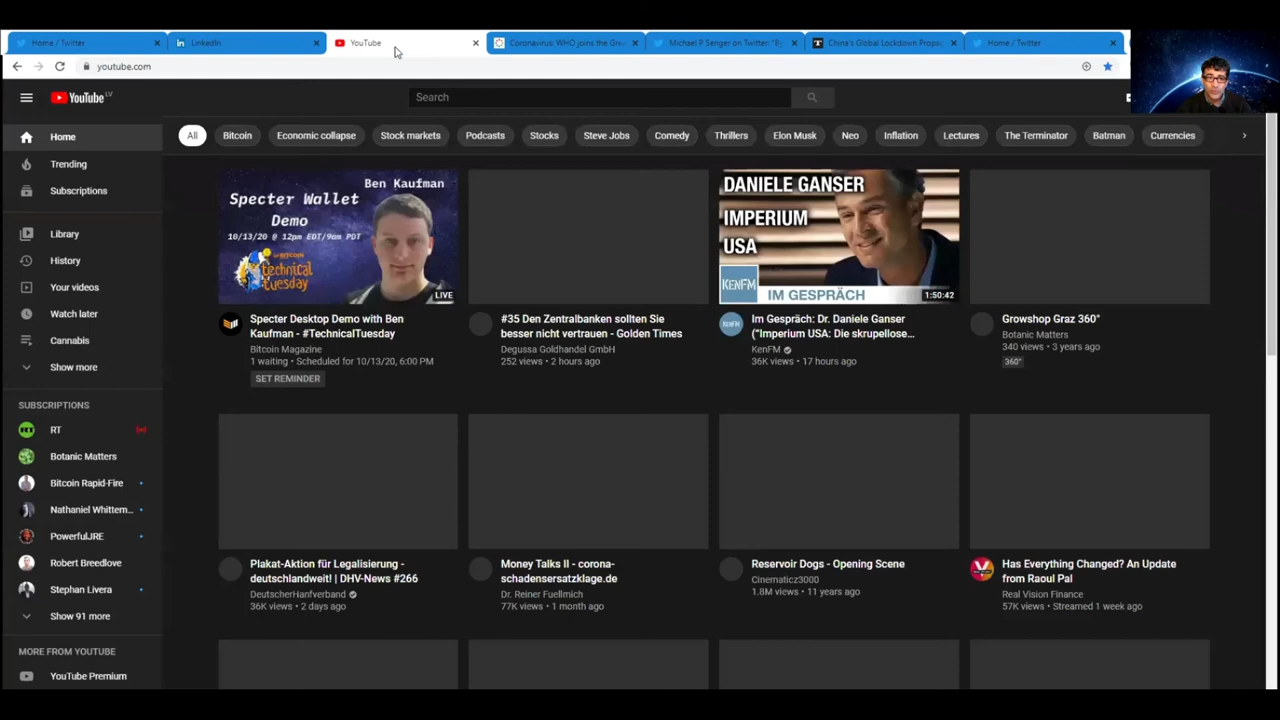 Home / Twitter
LinkedIn
YouTube
Coronavirus: WHO joins the Gre
Michael P Senger on Twitter: "E
China's Global Lockdown Propag
Home / Twitter
youtube.com
YouTube LV
Search
All
Bitcoin
Economic collapse
Stock markets
Podcasts
Stocks
Steve Jobs
Comedy
Thrillers
Elon Musk
Neo
Inflation
Lectures
The Terminator
Batman
Currencies
Home
Trending
Subscriptions
Library
History
Your videos
Watch later
Cannabis
Show more
SUBSCRIPTIONS
RT
Botanic Matters
Bitcoin Rapid-Fire
Nathaniel Whittem...
PowerfulJRE
Robert Breedlove
Stephan Livera
Show 91 more
MORE FROM YOUTUBE
YouTube Premium
Ben Kaufman
Specter Wallet
Demo
10/13/20 @ 12pm EDT/9am PDT
technical
tuesday
LIVE
Specter Desktop Demo with Ben
Kaufman - #TechnicalTuesday
Bitcoin Magazine
1 waiting • Scheduled for 10/13/20, 6:00 PM
SET REMINDER
#35 Den Zentralbanken sollten Sie
besser nicht vertrauen - Golden Times
Degussa Goldhandel GmbH
252 views • 2 hours ago
DANIELE GANSER
IMPERIUM
USA
KENFM
IM GESPRÄCH
1:50:42
Im Gespräch: Dr. Daniele Ganser
("Imperium USA: Die skrupellose...
KenFM
36K views • 17 hours ago
Growshop Graz 360°
Botanic Matters
340 views • 3 years ago
360°
Plakat-Aktion für Legalisierung -
deutschlandweit! | DHV-News #266
DeutscherHanfverband
36K views • 2 days ago
Money Talks II - corona-
schadensersatzklage.de
Dr. Reiner Fuellmich
77K views • 1 month ago
Reservoir Dogs - Opening Scene
Cinematicz3000
1.8M views • 11 years ago
Has Everything Changed? An Update
from Raoul Pal
Real Vision Finance
57K views • Streamed 1 week ago